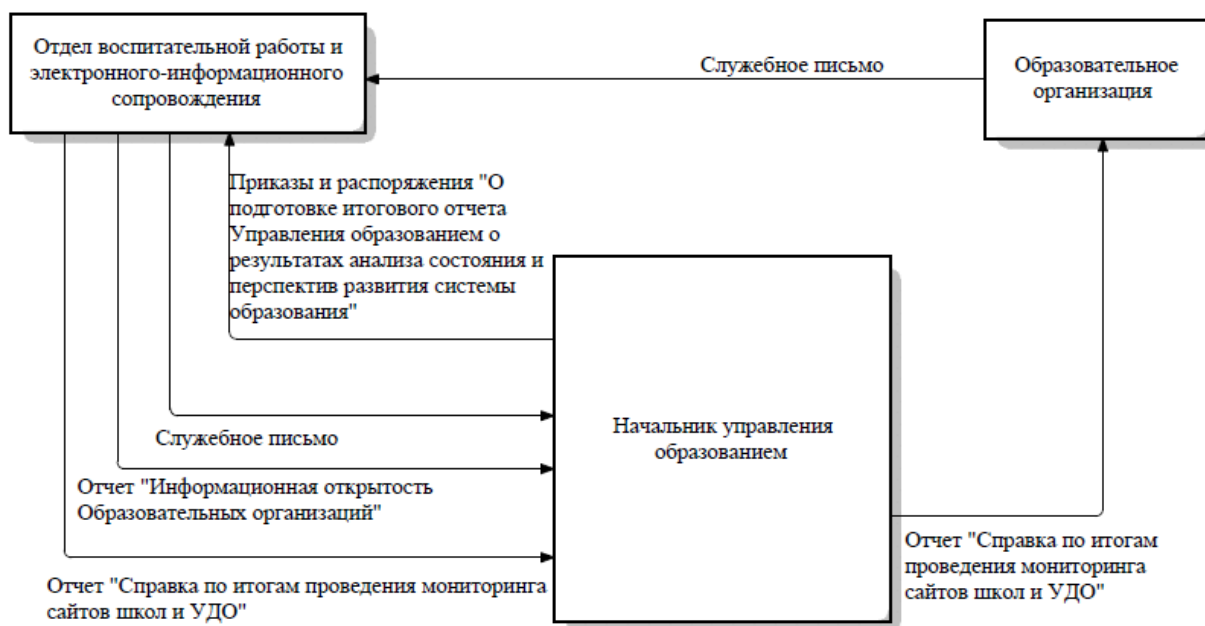 Отдел воспитательной работы и
электронного-информационного
сопровождения
Служебное письмо
Образовательное
организация
Приказы и распоряжения "О
подготовке итогового отчета
Управления образованием о
результатах анализа состояния и
перспектив развития системы
образования"
Начальник управления
образованием
Служебное письмо
Отчет "Информационная открытость
Образовательных организаций"
Отчет "Справка по итогам
проведения мониторинга
сайтов школ и УДО"
Отчет "Справка по итогам проведения мониторинга
сайтов школ и УДО"